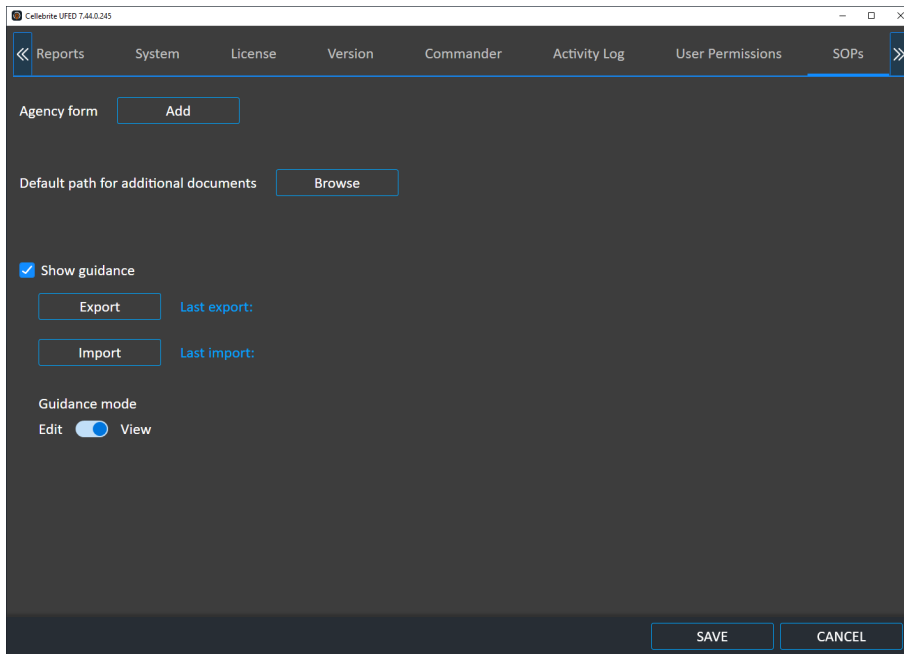 Cellebrite UFED 7.44.0.245
Reports System License Version Commander Activity Log User Permissions SOPs
Agency form Add
Default path for additional documents Browse
Show guidance
Export Last export:
Import Last import:
Guidance mode
Edit View
SAVE CANCEL